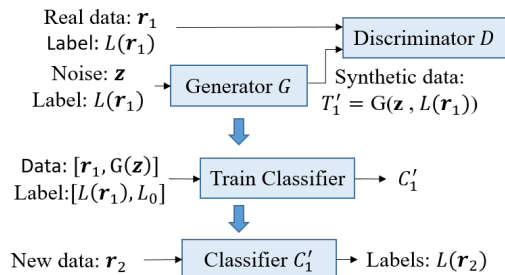 Real data: 𝒓₁
Label: 𝐿(𝒓₁)
Discriminator 𝐷
Noise: 𝒛
Label: 𝐿(𝒓₁)
Generator 𝐺
Synthetic data:
𝑇₁′ = G(𝐳 , 𝐿(𝒓₁))
Data: [𝒓₁, G(𝒛)]
Label:[𝐿(𝒓₁), 𝐿₀]
Train Classifier
𝐶₁′
New data: 𝒓₂
Classifier 𝐶₁′
Labels: 𝐿(𝒓₂)